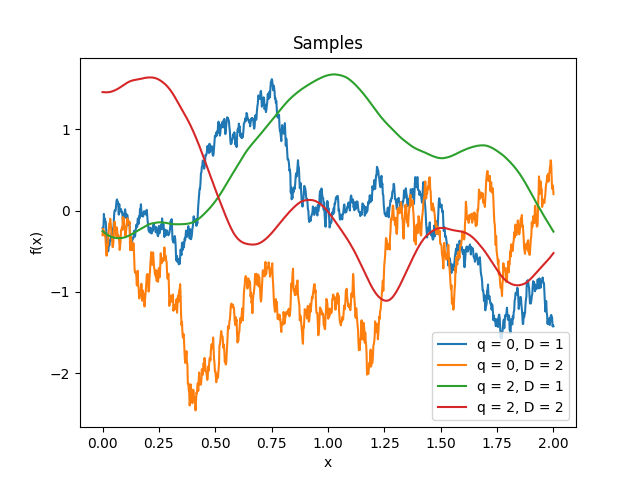 Samples
f(x)
1
0
−1
−2
0.00 0.25 0.50 0.75 1.00 1.25 1.50 1.75 2.00
x
q = 0, D = 1
q = 0, D = 2
q = 2, D = 1
q = 2, D = 2